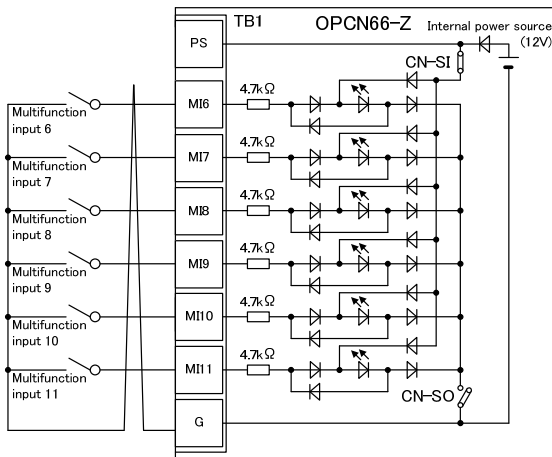 TB1
OPCN66-Z
Internal power source
(12V)
PS
CN-SI
4.7kΩ
MI6
Multifunction
input 6
4.7kΩ
MI7
Multifunction
input 7
4.7kΩ
MI8
Multifunction
input 8
4.7kΩ
MI9
Multifunction
input 9
4.7kΩ
MI10
Multifunction
input 10
4.7kΩ
MI11
Multifunction
input 11
CN-SO
G